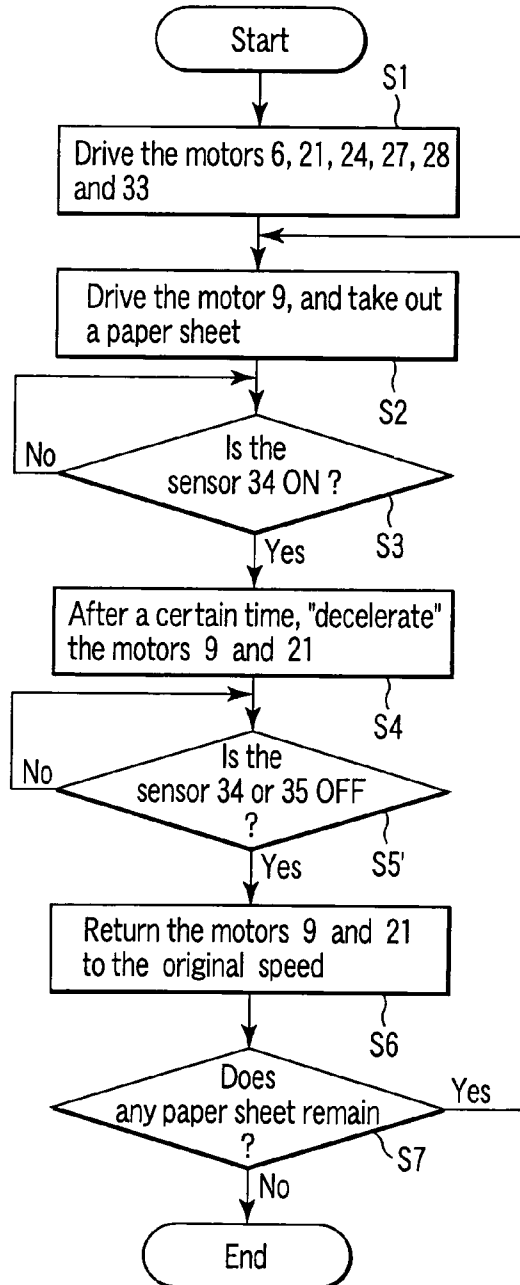 Start
S1
Drive the motors 6, 21, 24, 27, 28
and 33
Drive the motor 9, and take out
a paper sheet
S2
No
Is the
sensor 34 ON ?
S3
Yes
After a certain time, "decelerate"
the motors 9 and 21
S4
No
Is the
sensor 34 or 35 OFF
?
S5'
Yes
Return the motors 9 and 21
to the original speed
S6
Does
any paper sheet remain
?
Yes
S7
No
End